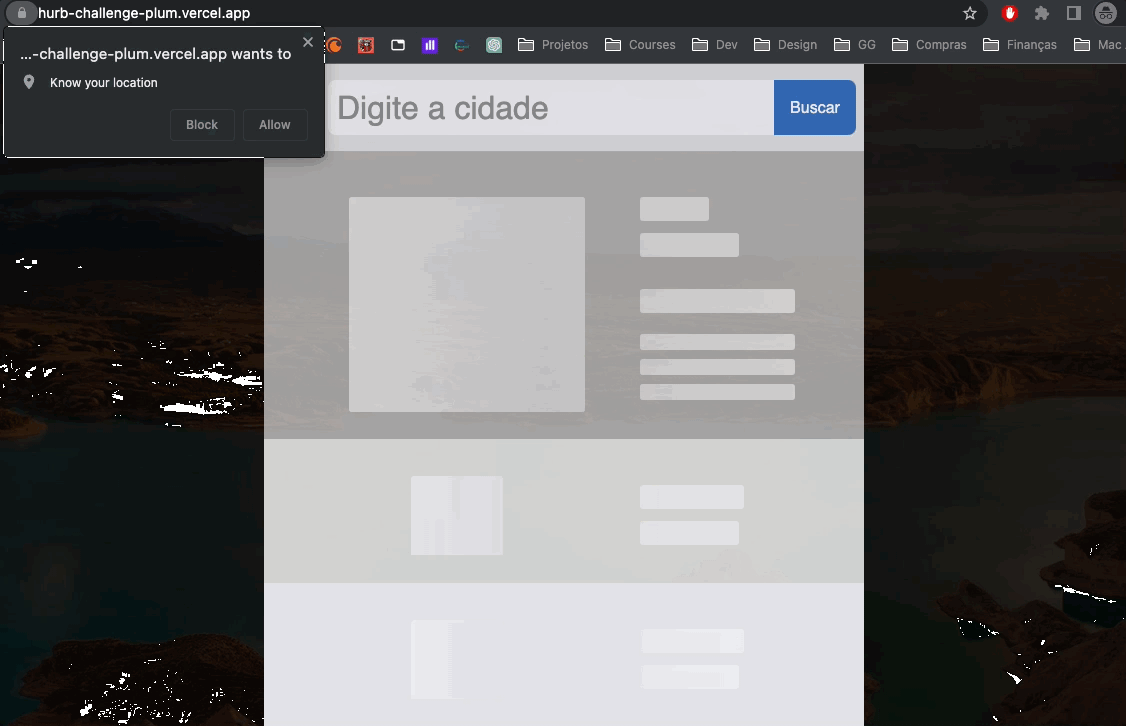 hurb-challenge-plum.vercel.app
...-challenge-plum.vercel.app wants to
Know your location
Block
Allow
Projetos
Courses
Dev
Design
GG
Compras
Finanças
Mac
Digite a cidade
Buscar